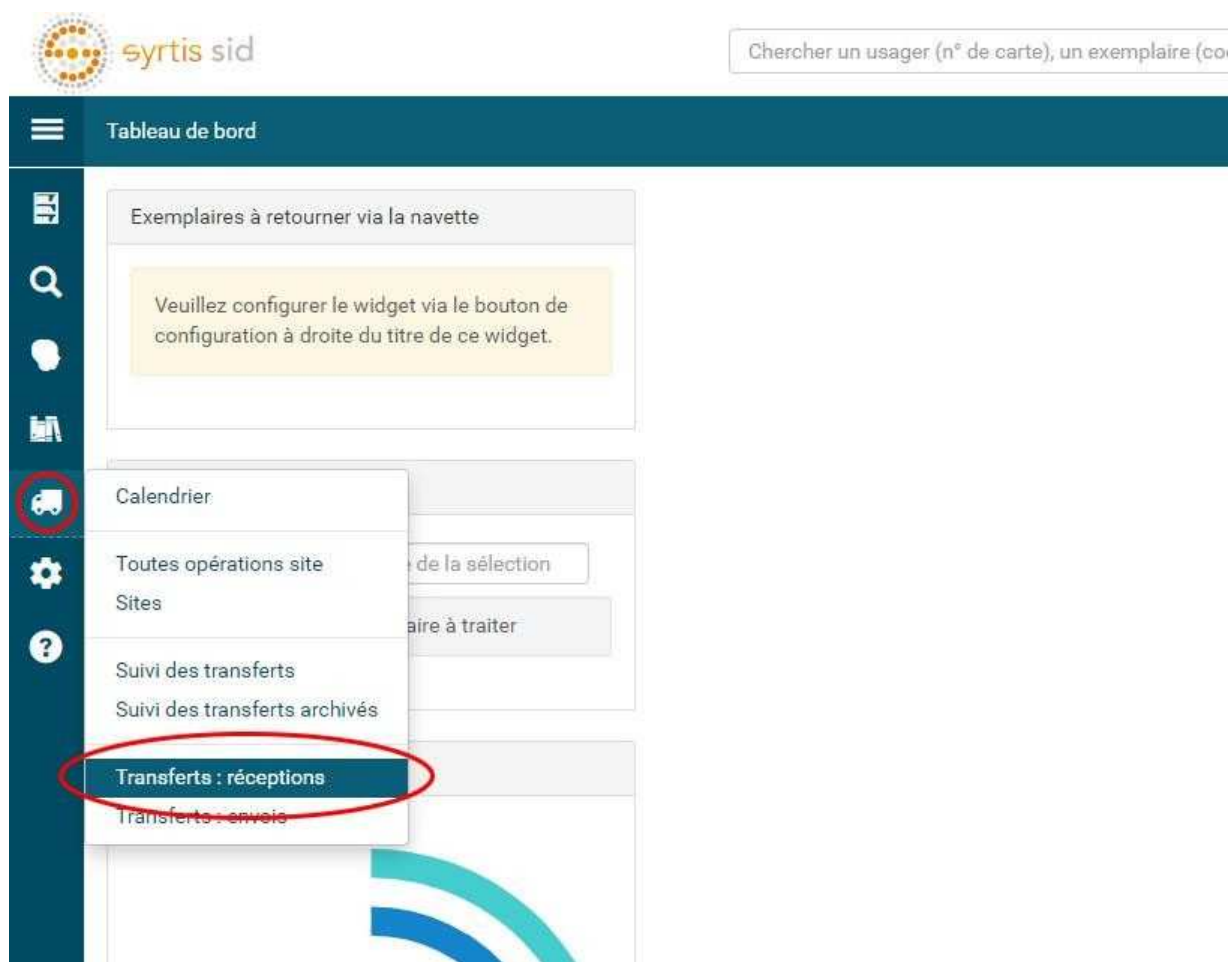 syrtis sid
Chercher un usager (n° de carte), un exemplaire (co
Tableau de bord
Exemplaires à retourner via la navette
Veuillez configurer le widget via le bouton de
configuration à droite du titre de ce widget.
Calendrier
Toutes opérations site
de la sélection
Sites
aire à traiter
Suivi des transferts
Suivi des transferts archivés
Transferts : réceptions
Transferts : envois